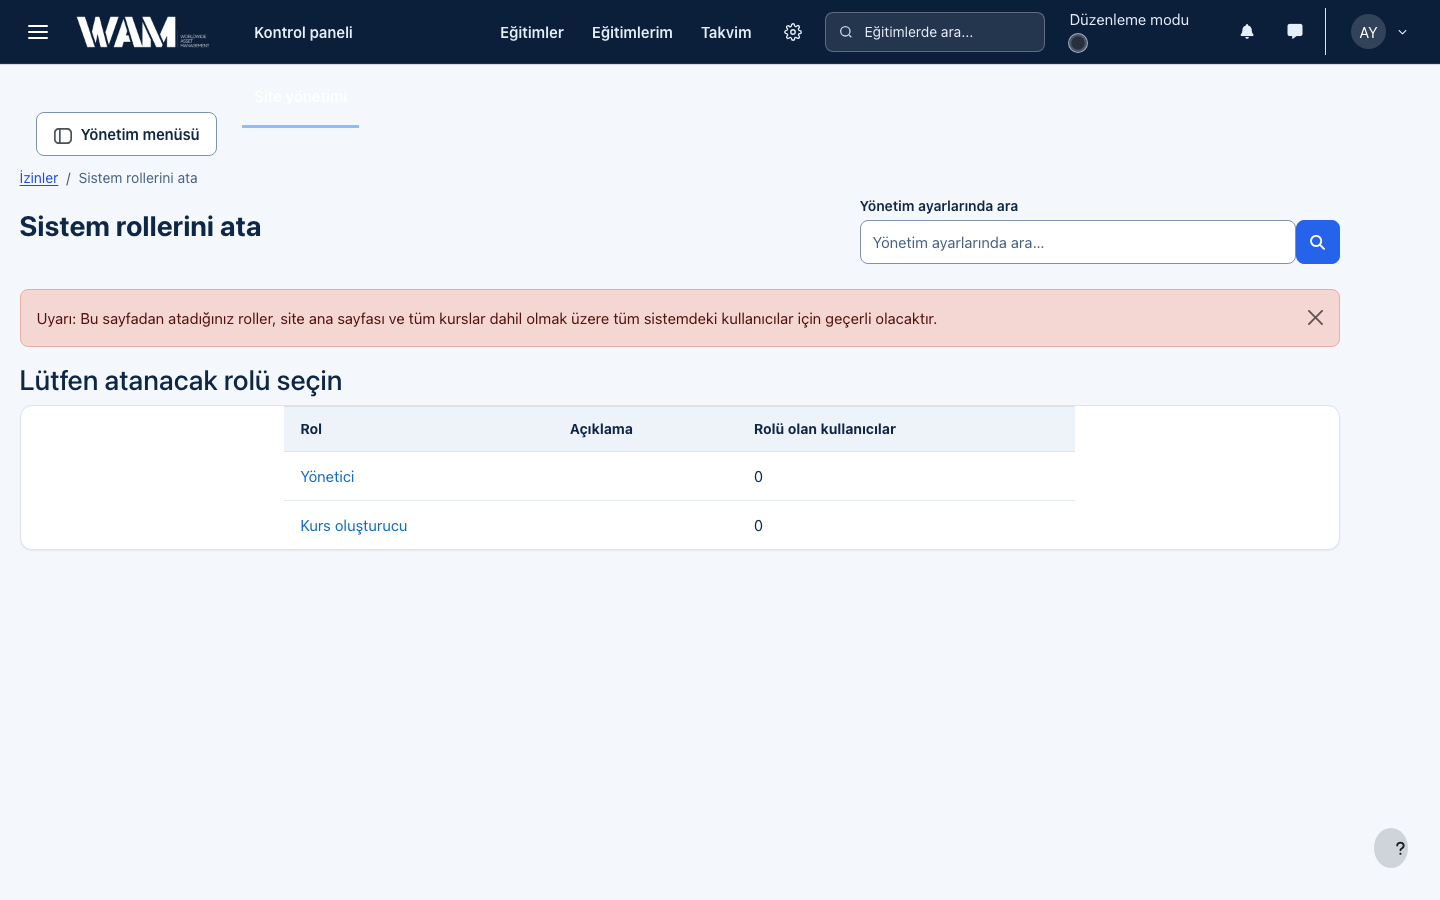 WAM WORLDWIDE ASSET MANAGEMENT
Kontrol paneli
Eğitimler
Eğitimlerim
Takvim
Eğitimlerde ara...
Düzenleme modu
AY
Site yönetimi
Yönetim menüsü
İzinler / Sistem rollerini ata
Sistem rollerini ata
Yönetim ayarlarında ara
Yönetim ayarlarında ara...
Uyarı: Bu sayfadan atadığınız roller, site ana sayfası ve tüm kurslar dahil olmak üzere tüm sistemdeki kullanıcılar için geçerli olacaktır.
Lütfen atanacak rolü seçin
Rol Açıklama Rolü olan kullanıcılar
Yönetici 0
Kurs oluşturucu 0
?